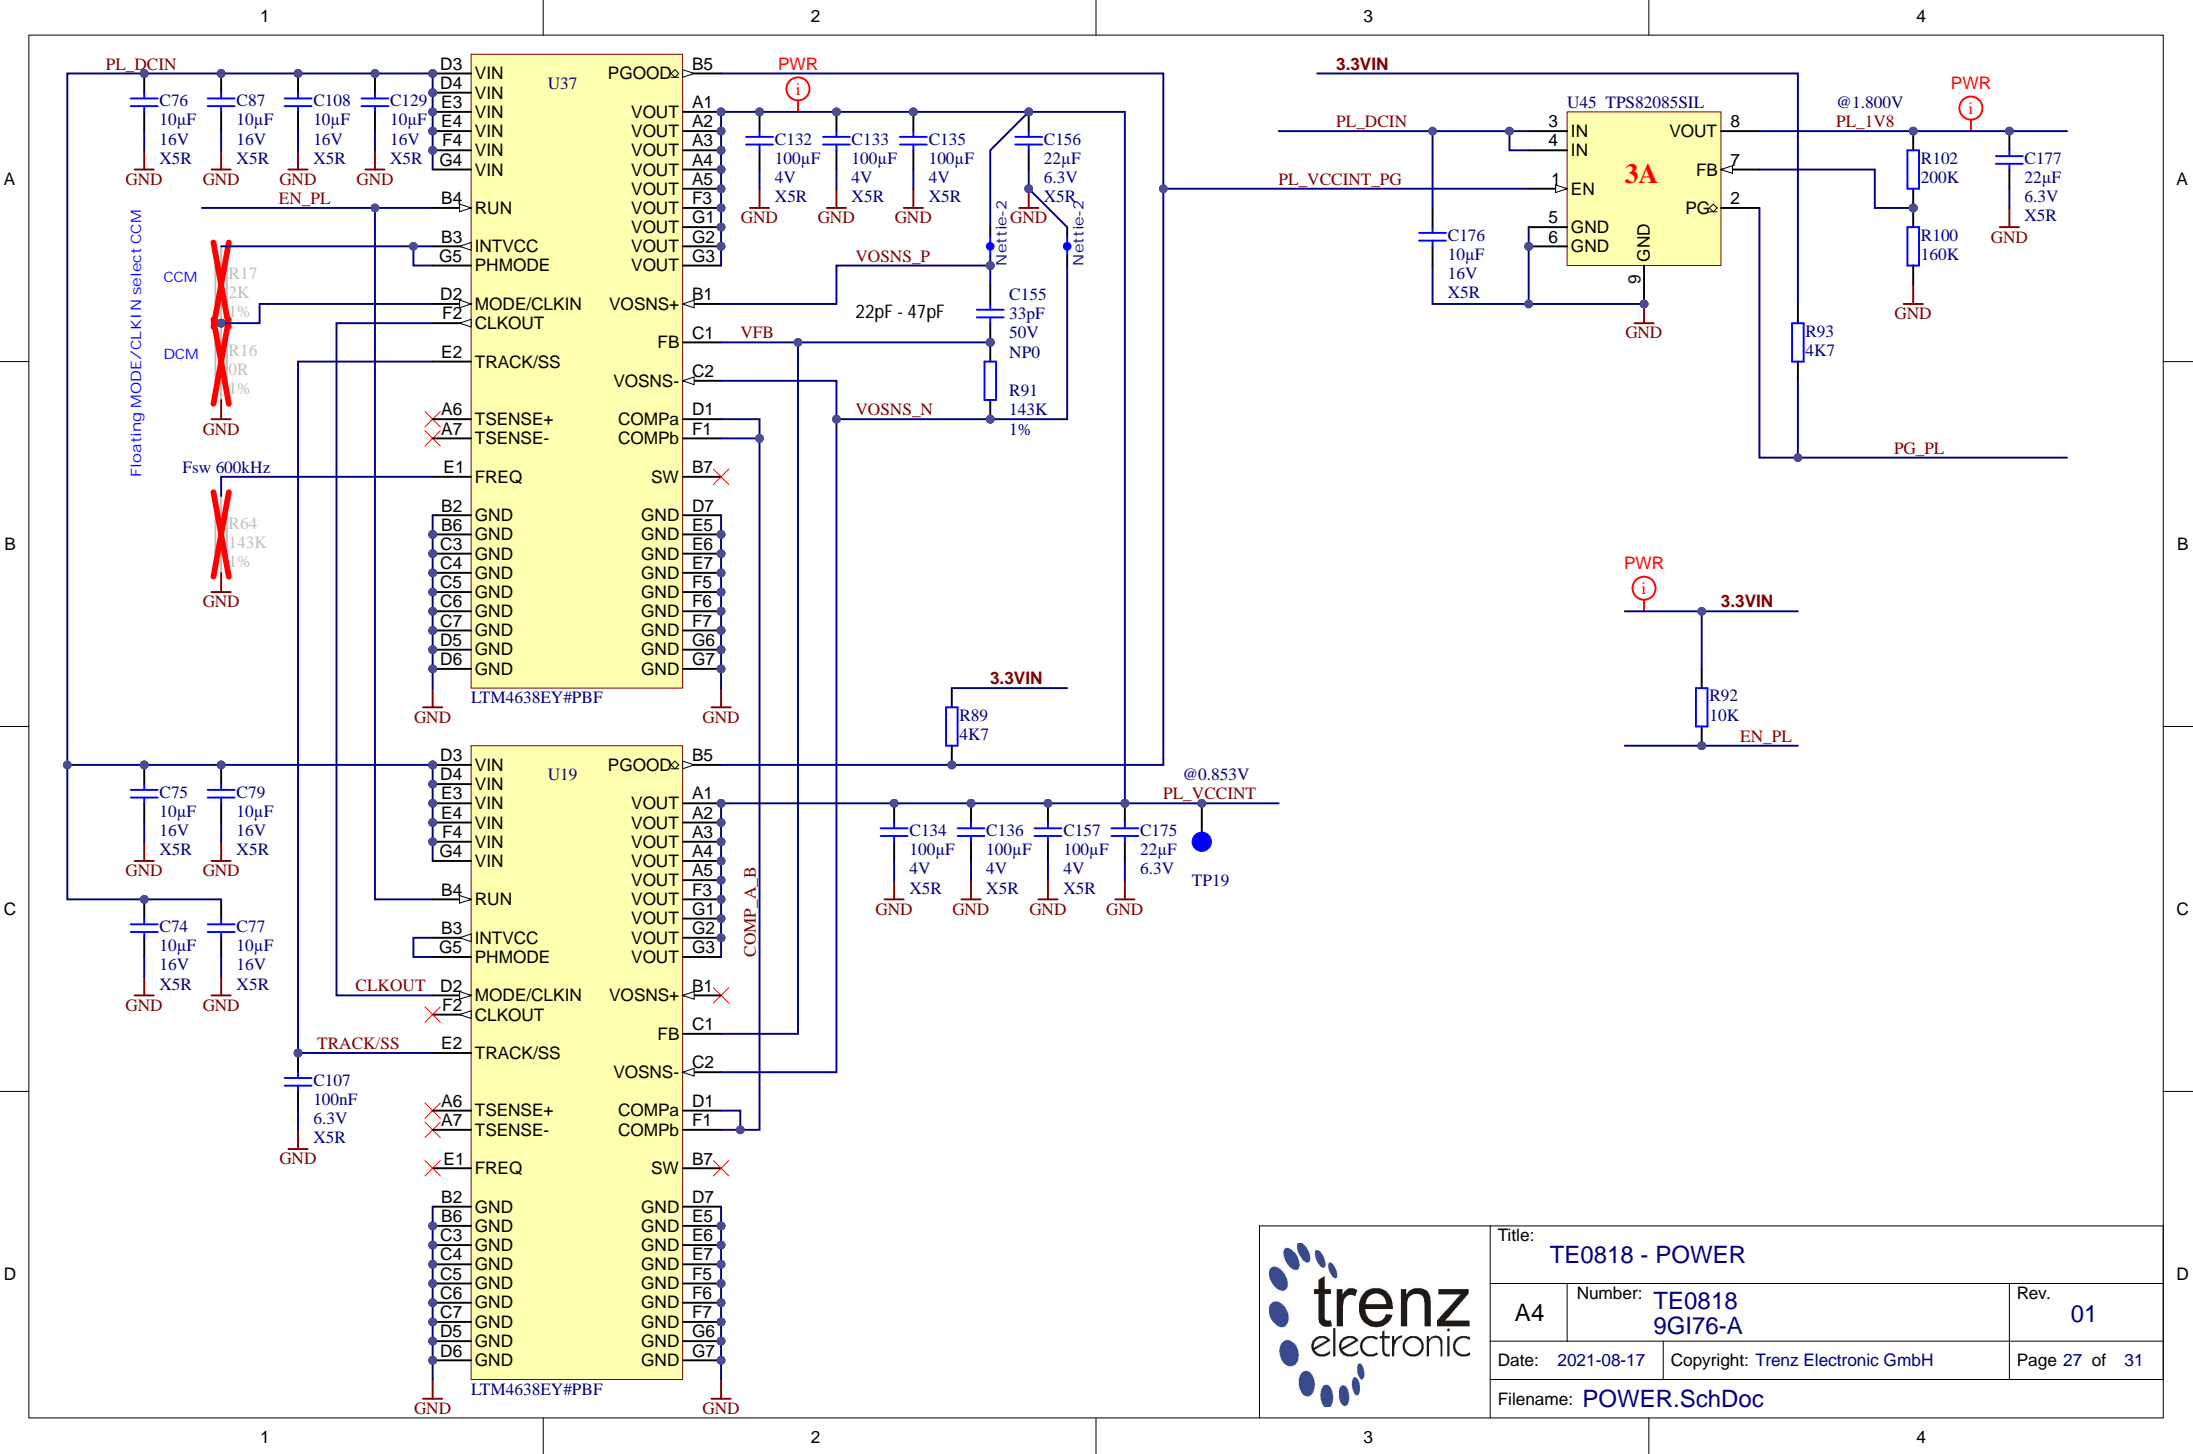 1
2
3
4
A
B
C
D
A
B
C
D
1
2
3
4
PL_DCIN
C76
10µF
16V
X5R
GND
C87
10µF
16V
X5R
GND
C108
10µF
16V
X5R
GND
C129
10µF
16V
X5R
GND
EN_PL
Floating MODE/CLKIN select CCM
CCM
R17
2K
1%
DCM
R16
0R
1%
GND
Fsw 600kHz
R64
143K
1%
GND
U37
D3 VIN
D4 VIN
E3 VIN
E4 VIN
F4 VIN
G4 VIN
B4 RUN
B3 INTVCC
G5 PHMODE
D2 MODE/CLKIN
F2 CLKOUT
E2 TRACK/SS
A6 TSENSE+
A7 TSENSE-
E1 FREQ
B2 GND
B6 GND
C3 GND
C4 GND
C5 GND
C6 GND
C7 GND
D5 GND
D6 GND
GND
PGOOD B5
VOUT A1
VOUT A2
VOUT A3
VOUT A4
VOUT A5
VOUT F3
VOUT G1
VOUT G2
VOUT G3
VOSNS+ B1
FB C1
VOSNS- C2
COMPa D1
COMPb F1
SW B7
GND D7
GND E5
GND E6
GND E7
GND F5
GND F6
GND F7
GND G6
GND G7
GND
LTM4638EY#PBF
PWR
i
C132
100µF
4V
X5R
GND
C133
100µF
4V
X5R
GND
C135
100µF
4V
X5R
GND
C156
22µF
6.3V
X5R
GND
Nettie-2
Nettie-2
VOSNS_P
22pF - 47pF
C155
33pF
50V
NP0
VFB
R91
143K
1%
VOSNS_N
3.3VIN
R89
4K7
C75
10µF
16V
X5R
GND
C79
10µF
16V
X5R
GND
C74
10µF
16V
X5R
GND
C77
10µF
16V
X5R
GND
CLKOUT
TRACK/SS
C107
100nF
6.3V
X5R
GND
U19
D3 VIN
D4 VIN
E3 VIN
E4 VIN
F4 VIN
G4 VIN
B4 RUN
B3 INTVCC
G5 PHMODE
D2 MODE/CLKIN
F2 CLKOUT
E2 TRACK/SS
A6 TSENSE+
A7 TSENSE-
E1 FREQ
B2 GND
B6 GND
C3 GND
C4 GND
C5 GND
C6 GND
C7 GND
D5 GND
D6 GND
GND
PGOOD B5
VOUT A1
VOUT A2
VOUT A3
VOUT A4
VOUT A5
VOUT F3
VOUT G1
VOUT G2
VOUT G3
VOSNS+ B1
FB C1
VOSNS- C2
COMPa D1
COMPb F1
SW B7
GND D7
GND E5
GND E6
GND E7
GND F5
GND F6
GND F7
GND G6
GND G7
GND
LTM4638EY#PBF
COMP_A_B
@0.853V
PL_VCCINT
C134
100µF
4V
X5R
GND
C136
100µF
4V
X5R
GND
C157
100µF
4V
X5R
GND
C175
22µF
6.3V
GND
TP19
3.3VIN
PL_DCIN
PL_VCCINT_PG
C176
10µF
16V
X5R
U45 TPS82085SIL
3 IN
4 IN
1 EN
5 GND
6 GND
GND 9
3A
VOUT 8
FB 7
PG 2
GND
@1.800V
PL_1V8
PWR
i
R102
200K
R100
160K
GND
C177
22µF
6.3V
X5R
GND
R93
4K7
PG_PL
PWR
i
3.3VIN
R92
10K
EN_PL
trenz
electronic
Title:
TE0818 - POWER
A4
Number: TE0818
9GI76-A
Rev.
01
Date: 2021-08-17
Copyright: Trenz Electronic GmbH
Page 27 of 31
Filename: POWER.SchDoc